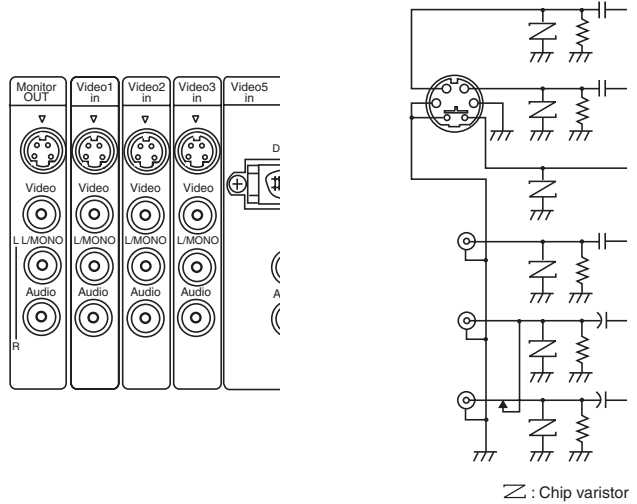 Monitor OUT
Video1 in
Video2 in
Video3 in
Video5 in
D
Video
Video
Video
Video
L L/MONO
L/MONO
L/MONO
L/MONO
Audio
Audio
Audio
Audio
A
R
: Chip varistor